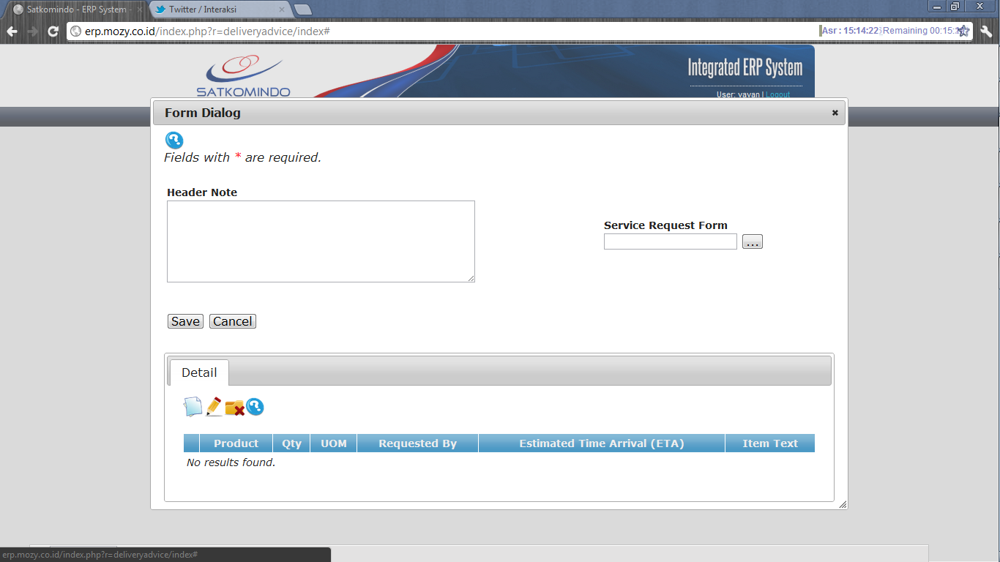 Satkomindo - ERP System -
Twitter / Interaksi
erp.mozy.co.id/index.php?r=deliveryadvice/index#
Asr : 15:14:22 Remaining 00:15:
SATKOMINDO
Integrated ERP System
User: yayan | Logout
Form Dialog
Fields with * are required.
Header Note
Service Request Form
...
Save Cancel
Detail
Product Qty UOM Requested By Estimated Time Arrival (ETA) Item Text
No results found.
erp.mozy.co.id/index.php?r=deliveryadvice/index#